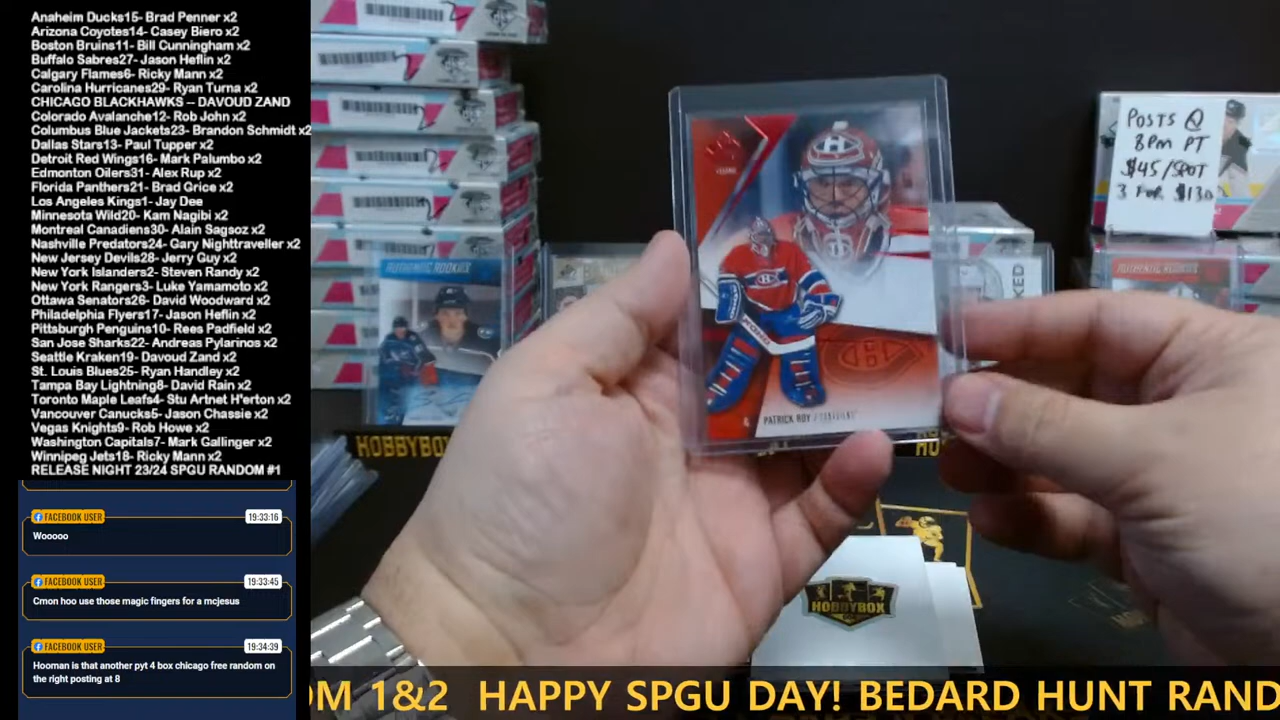 Anaheim Ducks15- Brad Penner x2
Arizona Coyotes14- Casey Biero x2
Boston Bruins11- Bill Cunningham x2
Buffalo Sabres27- Jason Heflin x2
Calgary Flames6- Ricky Mann x2
Carolina Hurricanes29- Ryan Turna x2
CHICAGO BLACKHAWKS -- DAVOUD ZAND
Colorado Avalanche12- Rob John x2
Columbus Blue Jackets23- Brandon Schmidt x2
Dallas Stars13- Paul Tupper x2
Detroit Red Wings16- Mark Palumbo x2
Edmonton Oilers31- Alex Rup x2
Florida Panthers21- Brad Grice x2
Los Angeles Kings1- Jay Dee
Minnesota Wild20- Kam Nagibi x2
Montreal Canadiens30- Alain Sagsoz x2
Nashville Predators24- Gary Nighttraveller x2
New Jersey Devils28- Jerry Guy x2
New York Islanders2- Steven Randy x2
New York Rangers3- Luke Yamamoto x2
Ottawa Senators26- David Woodward x2
Philadelphia Flyers17- Jason Heflin x2
Pittsburgh Penguins10- Rees Padfield x2
San Jose Sharks22- Andreas Pylarinos x2
Seattle Kraken19- Davoud Zand x2
St. Louis Blues25- Ryan Handley x2
Tampa Bay Lightning8- David Rain x2
Toronto Maple Leafs4- Stu Artnet H'erton x2
Vancouver Canucks5- Jason Chassie x2
Vegas Knights9- Rob Howe x2
Washington Capitals7- Mark Gallinger x2
Winnipeg Jets18- Ricky Mann x2
RELEASE NIGHT 23/24 SPGU RANDOM #1
FACEBOOK USER 19:33:16
Wooooo
FACEBOOK USER 19:33:45
Cmon hoo use those magic fingers for a mcjesus
FACEBOOK USER 19:34:39
Hooman is that another pyt 4 box chicago free random on
the right posting at 8
POSTS @
8PM PT
$45/SPOT
3 FOR $130
AUTHENTIC ROOKIES
AUTHENTIC ROOKIES
PATRICK ROY
HOBBYBOX
HO
HOBBYBOX
OM 1&2 HAPPY SPGU DAY! BEDARD HUNT RAND